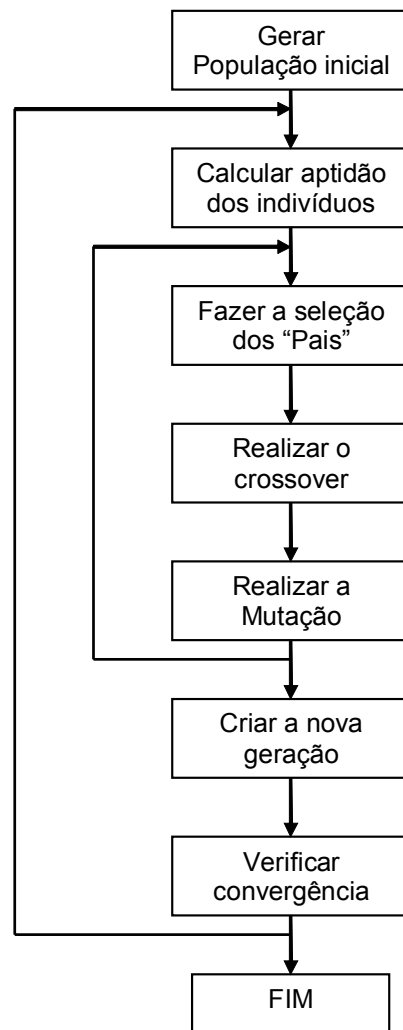 Gerar
População inicial
Calcular aptidão
dos indivíduos
Fazer a seleção
dos “Pais”
Realizar o
crossover
Realizar a
Mutação
Criar a nova
geração
Verificar
convergência
FIM